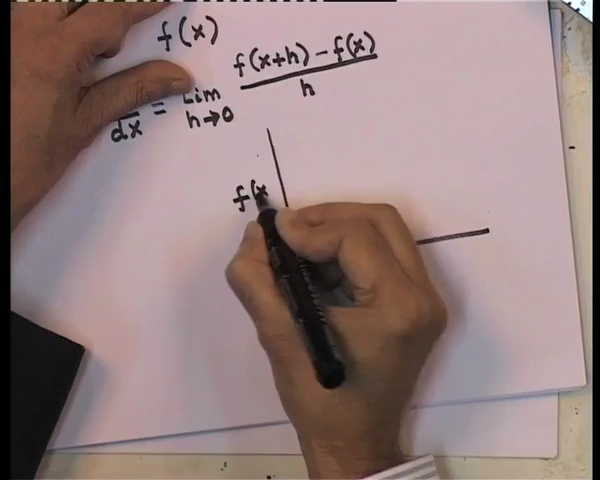 f(x)
f(x+h) - f(x)
dx = Lim h
h→0
f(x